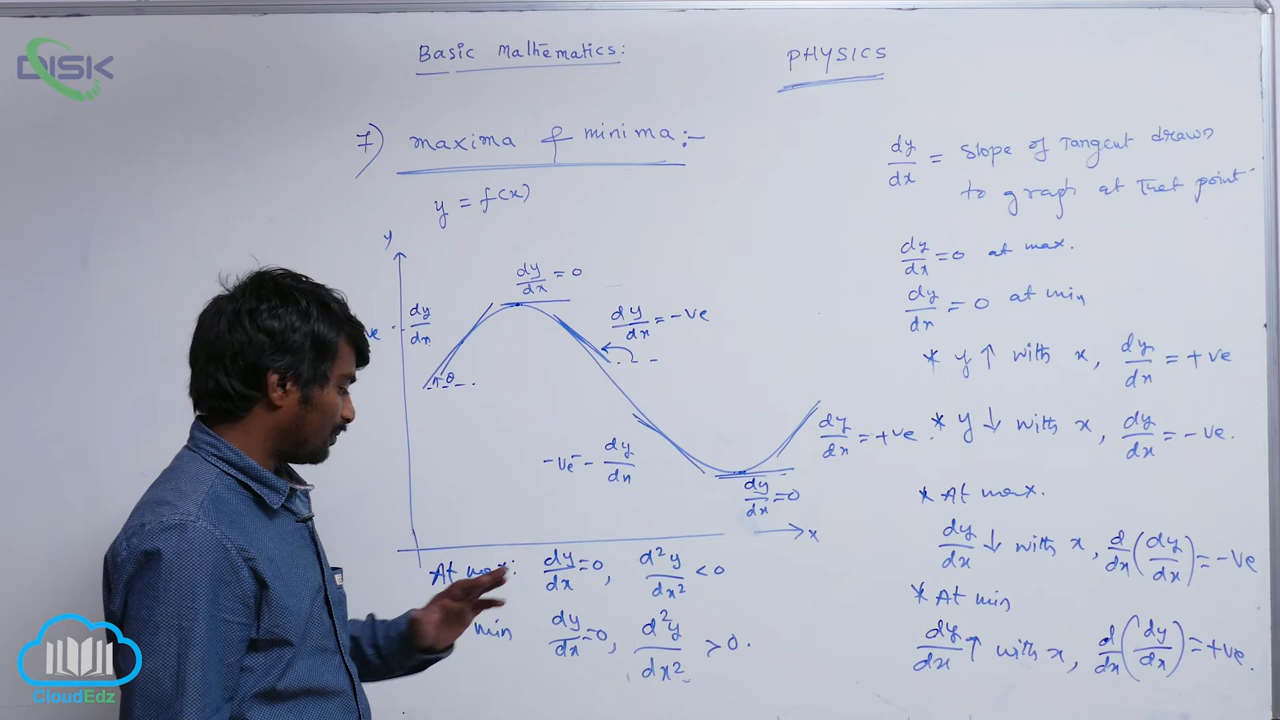 DISK
Basic Mathematics:
PHYSICS
7) maxima & minima:-
y = f(x)
y
dy/dx = 0
ve
dy/dx
dy/dx = -ve
θ
-ve - dy/dx
dy/dx = +ve
dy/dx = 0
x
At max: dy/dx = 0, d²y/dx² < 0
min dy/dx = 0, d²y/dx² > 0.
dy/dx = slope of Tangent drawn
to graph at that point
dy/dx = 0 at max.
dy/dx = 0 at min
* y ↑ with x, dy/dx = +ve
* y ↓ with x, dy/dx = -ve.
* At max.
dy/dx ↓ with x, d/dx (dy/dx) = -ve
* At min
dy/dx ↑ with x, d/dx (dy/dx) = +ve.
CloudEdz